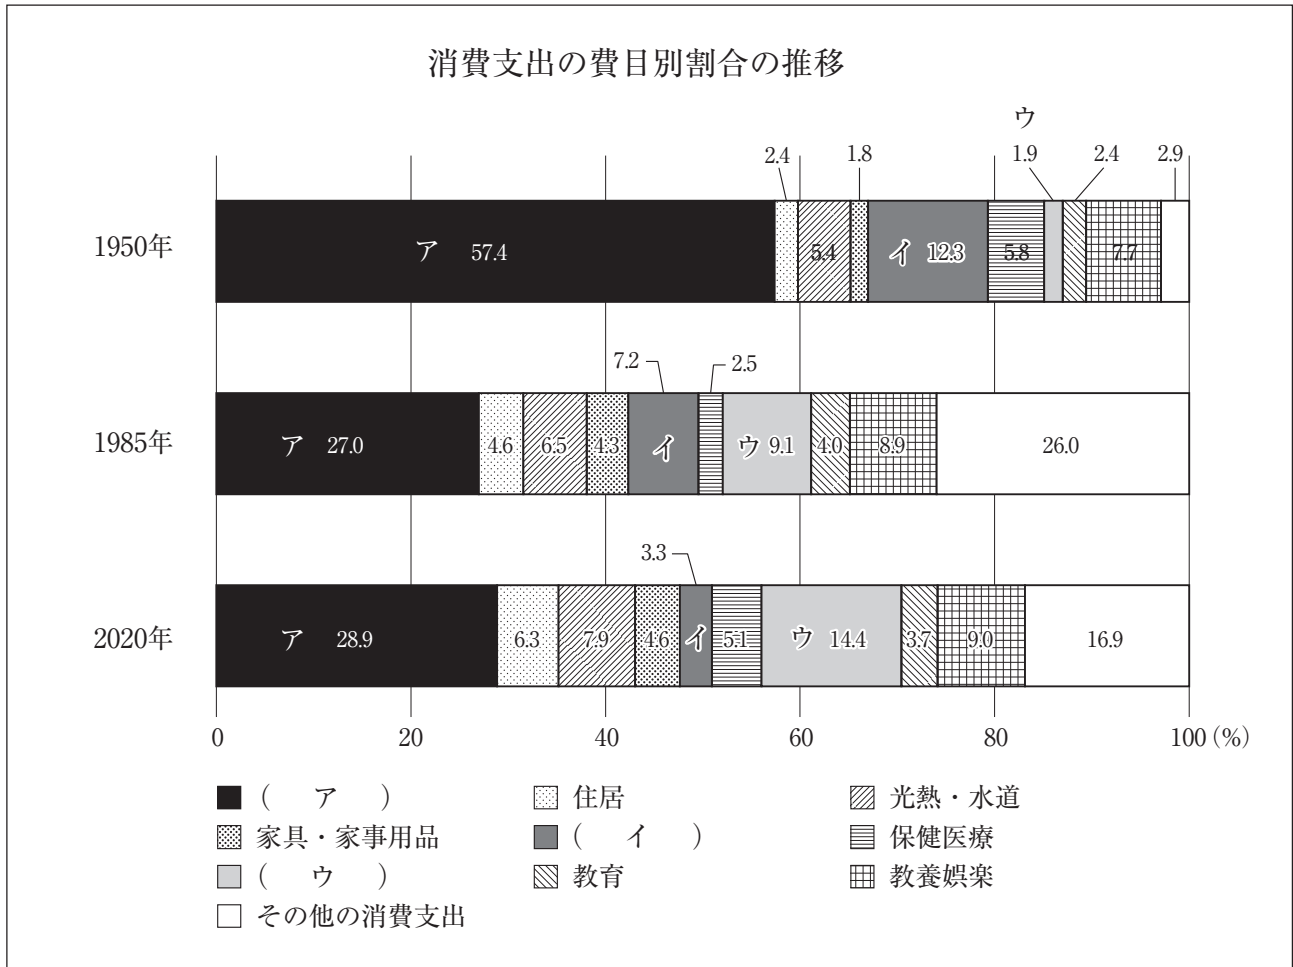 消費支出の費目別割合の推移
ウ
2.4 1.8 1.9 2.4 2.9
1950年 ア 57.4 5.4 イ 12.3 5.8 7.7
7.2 2.5
1985年 ア 27.0 4.6 6.5 4.3 イ ウ 9.1 4.0 8.9 26.0
3.3
2020年 ア 28.9 6.3 7.9 4.6 イ 5.1 ウ 14.4 3.7 9.0 16.9
0 20 40 60 80 100 (%)
( ア ) 住居 光熱・水道
家具・家事用品 ( イ ) 保健医療
( ウ ) 教育 教養娯楽
その他の消費支出